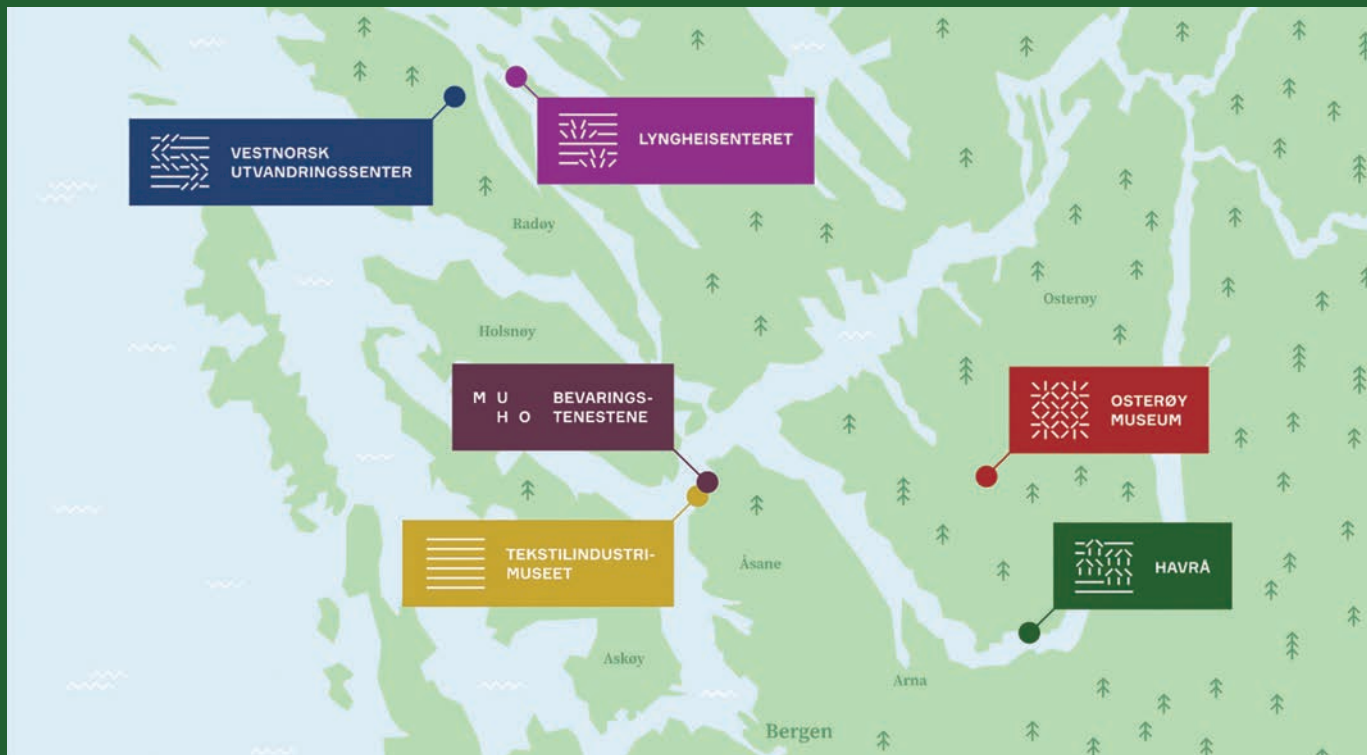 VESTNORSK
UTVANDRINGSSENTER
LYNGHEISENTERET
Radøy
Osterøy
Holsnøy
M U
H O
BEVARINGS-
TENESTENE
OSTERØY
MUSEUM
TEKSTILINDUSTRI-
MUSEET
Åsane
HAVRÅ
Askøy
Arna
Bergen